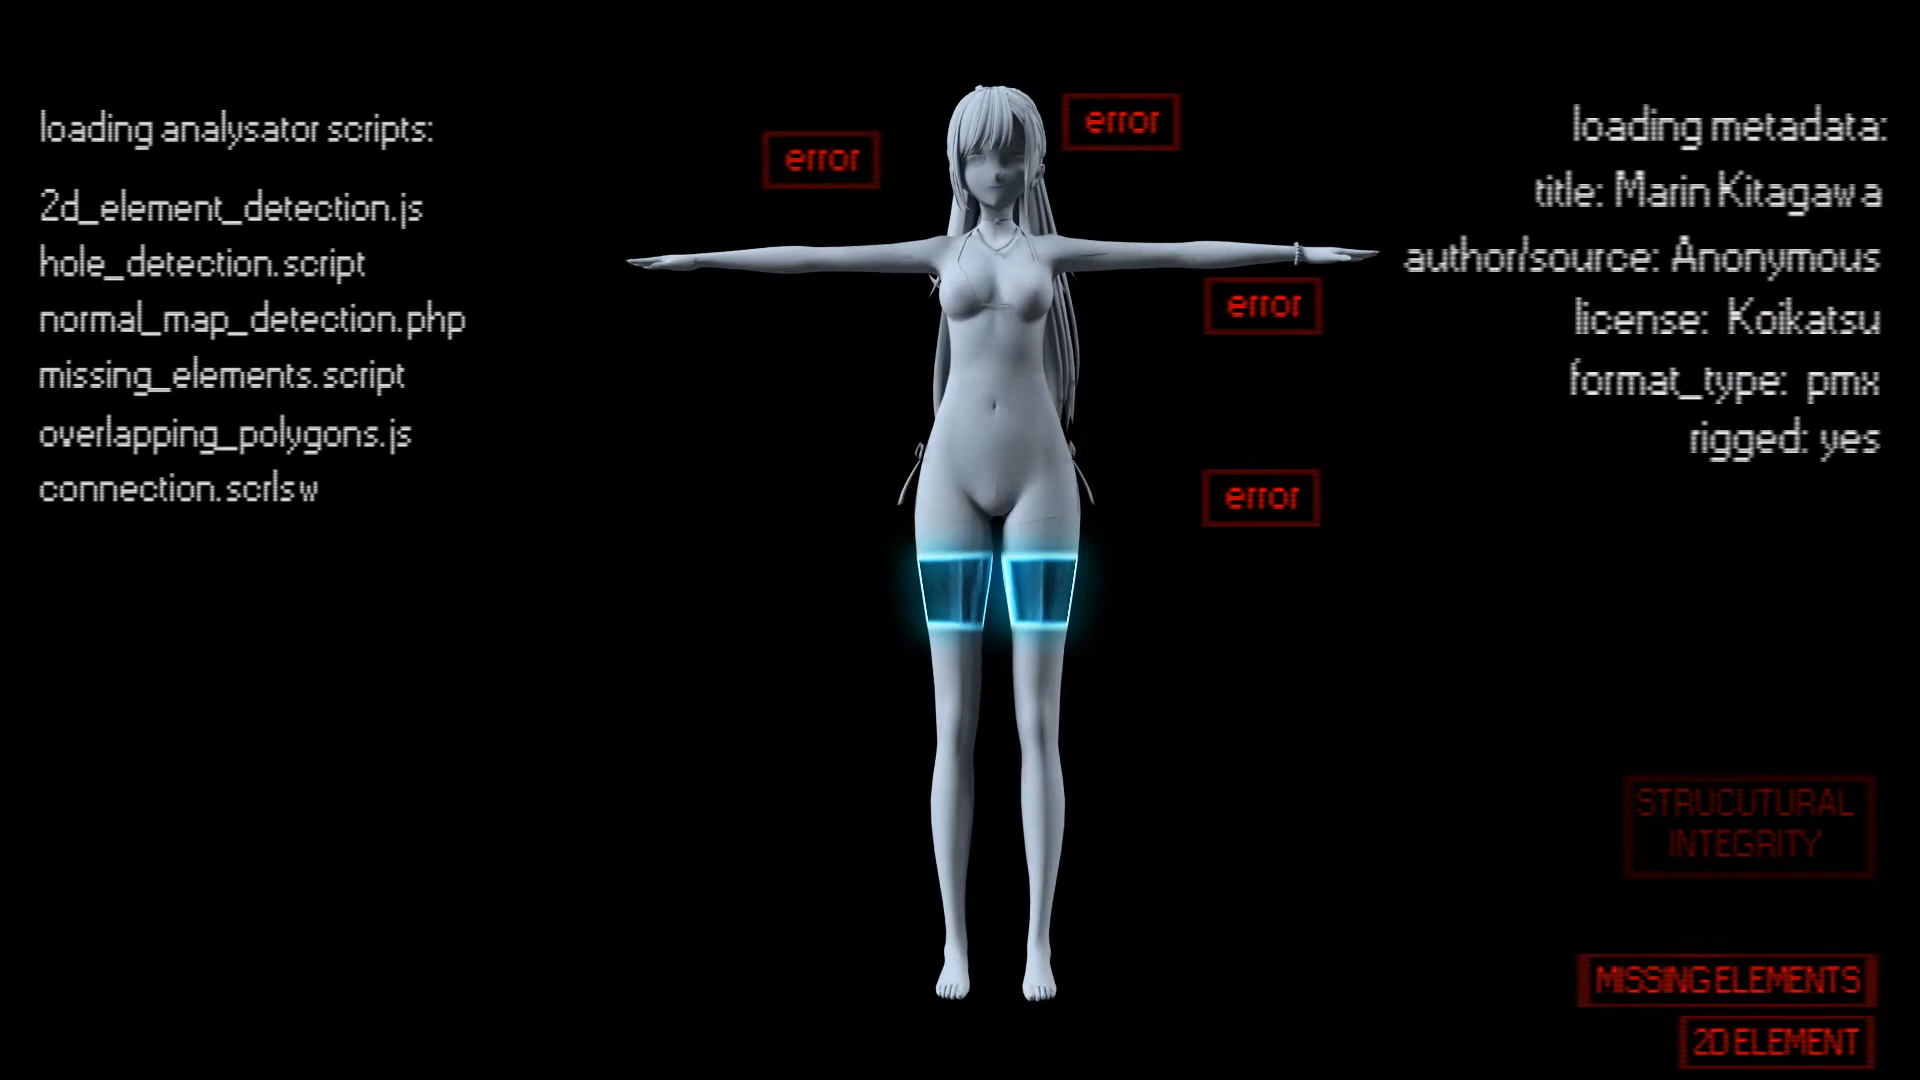 loading analysator scripts:
2d_element_detection.js
hole_detection.script
normal_map_detection.php
missing_elements.script
overlapping_polygons.js
connection.scrlsw
error
error
error
error
loading metadata:
title: Marin Kitagawa
author/source: Anonymous
license: Koikatsu
format_type: pmx
rigged: yes
STRUCUTURAL
INTEGRITY
MISSING ELEMENTS
2D ELEMENT